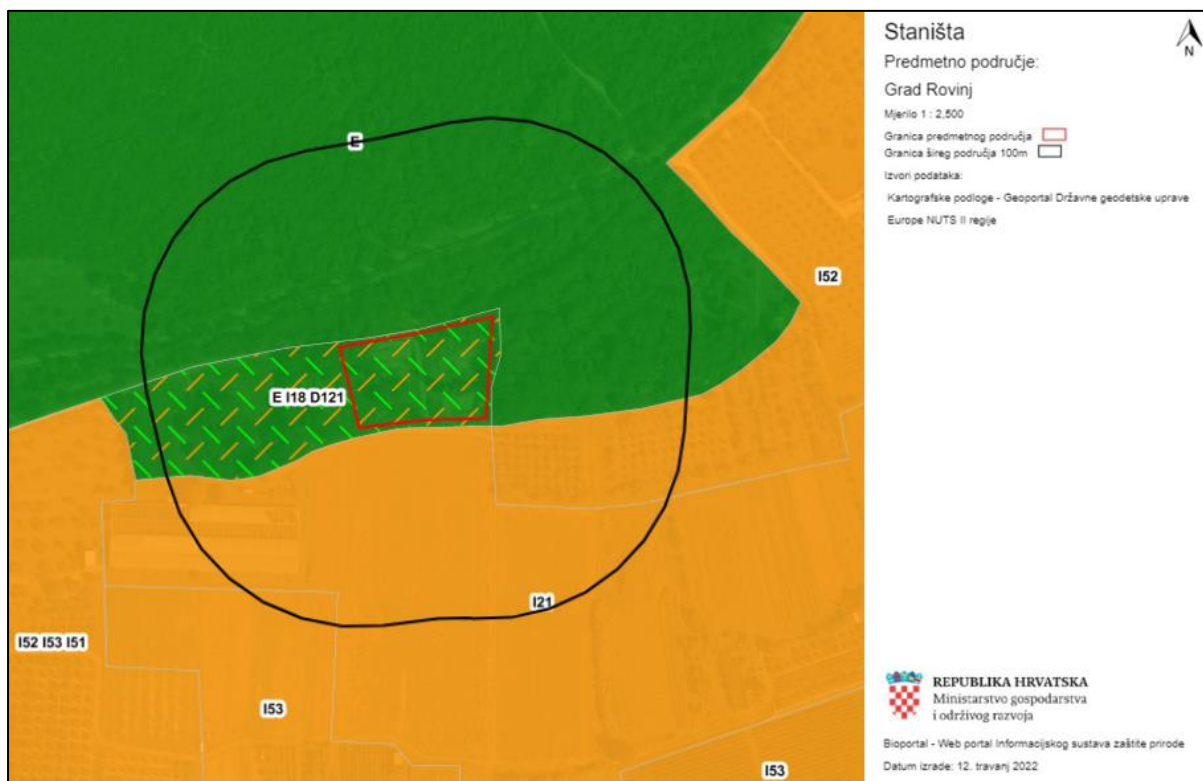 E
I52
E I18 D121
I21
I52 I53 I51
I53
I53
Staništa
N
Predmetno područje:
Grad Rovinj
Mjerilo 1 : 2,500
Granica predmetnog područja
Granica šireg područja 100m
Izvori podataka:
Kartografske podloge - Geoportal Državne geodetske uprave
Europe NUTS II regije
REPUBLIKA HRVATSKA
Ministarstvo gospodarstva
i održivog razvoja
Bioportal - Web portal Informacijskog sustava zaštite prirode
Datum izrade: 12. travanj 2022